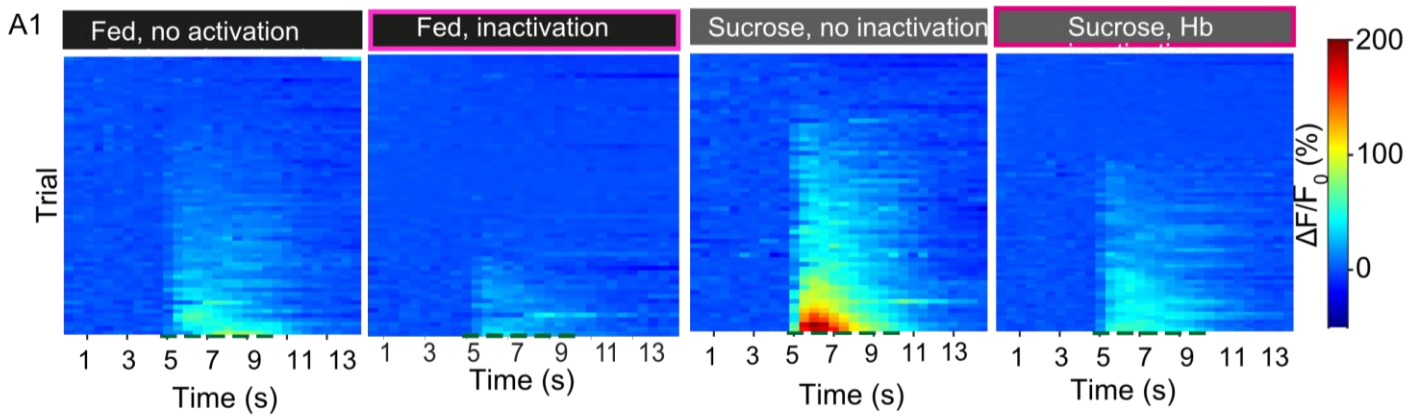 A1
Fed, no activation
Fed, inactivation
Sucrose, no inactivation
Sucrose, Hb
200
100
0
ΔF/F0 (%)
Trial
1 3 5 7 9 11 13
Time (s)
1 3 5 7 9 11 13
Time (s)
1 3 5 7 9 11 13
Time (s)
1 3 5 7 9 11 13
Time (s)